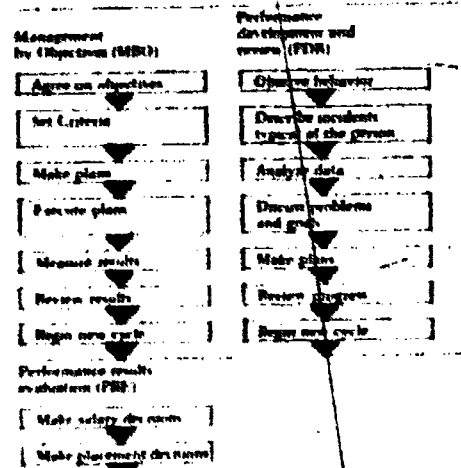 Management
by Objectives (MBO)
Agree on objectives
Set Criteria
Make plans
Execute plans
Measure results
Review results
Begin new cycle
Performance results
evaluation (PRE)
Make salary decisions
Make placement decisions
Performance
development and
review (PDR)
Observe behavior
Describe incidents
typical of the person
Analyze data
Discuss problems
and goals
Make plans
Review progress
Begin new cycle